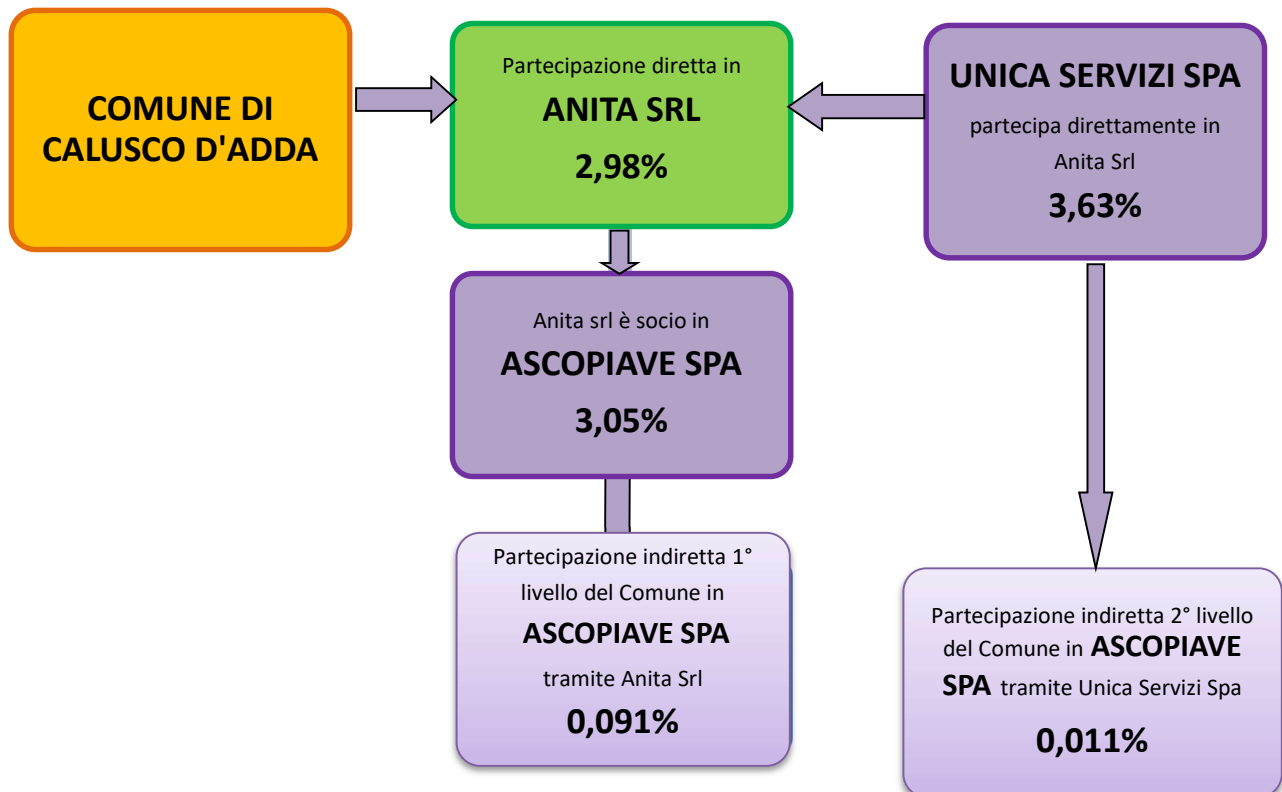 COMUNE DI
CALUSCO D'ADDA
Partecipazione diretta in
ANITA SRL
2,98%
UNICA SERVIZI SPA
partecipa direttamente in
Anita Srl
3,63%
Anita srl è socio in
ASCOPIAVE SPA
3,05%
Partecipazione indiretta 1°
livello del Comune in
ASCOPIAVE SPA
tramite Anita Srl
0,091%
Partecipazione indiretta 2° livello
del Comune in ASCOPIAVE
SPA tramite Unica Servizi Spa
0,011%